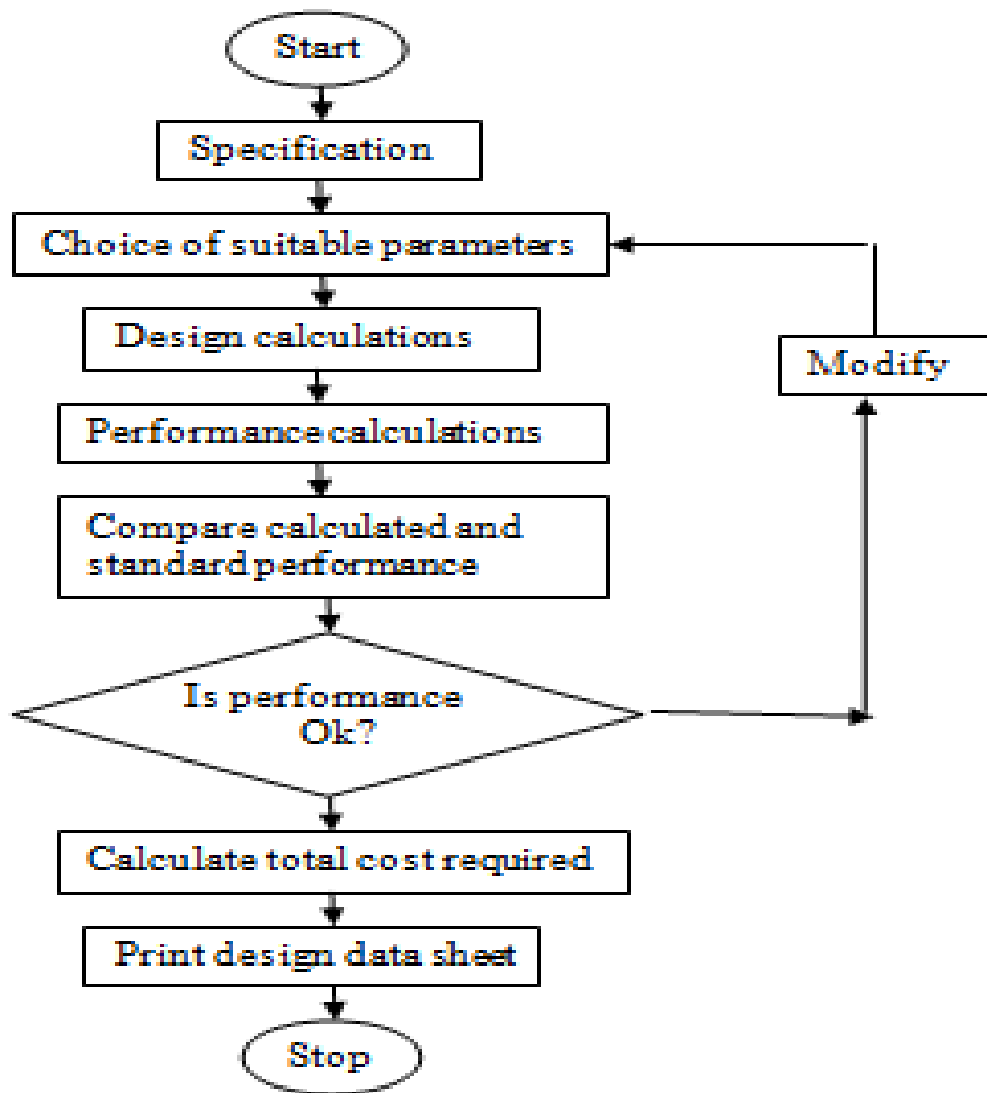 Start
Specification
Choice of suitable parameters
Design calculations
Modify
Performance calculations
Compare calculated and
standard performance
Is performance
Ok?
Calculate total cost required
Print design data sheet
Stop